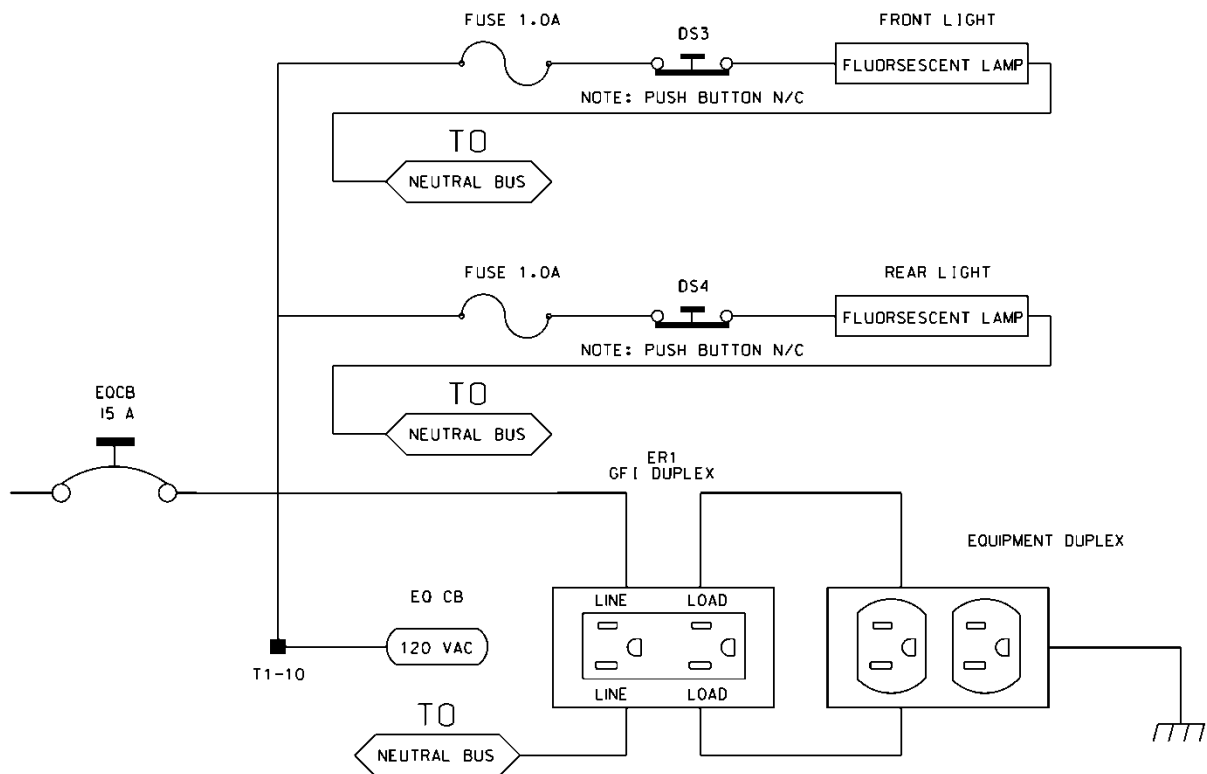 FUSE 1.0A
DS3
FRONT LIGHT
FLUORSESCENT LAMP
NOTE: PUSH BUTTON N/C
TO
NEUTRAL BUS
FUSE 1.0A
DS4
REAR LIGHT
FLUORSESCENT LAMP
NOTE: PUSH BUTTON N/C
TO
NEUTRAL BUS
EQCB
15 A
ER1
GFI DUPLEX
EQUIPMENT DUPLEX
LINE
LOAD
EQ CB
120 VAC
T1-10
LINE
LOAD
TO
NEUTRAL BUS